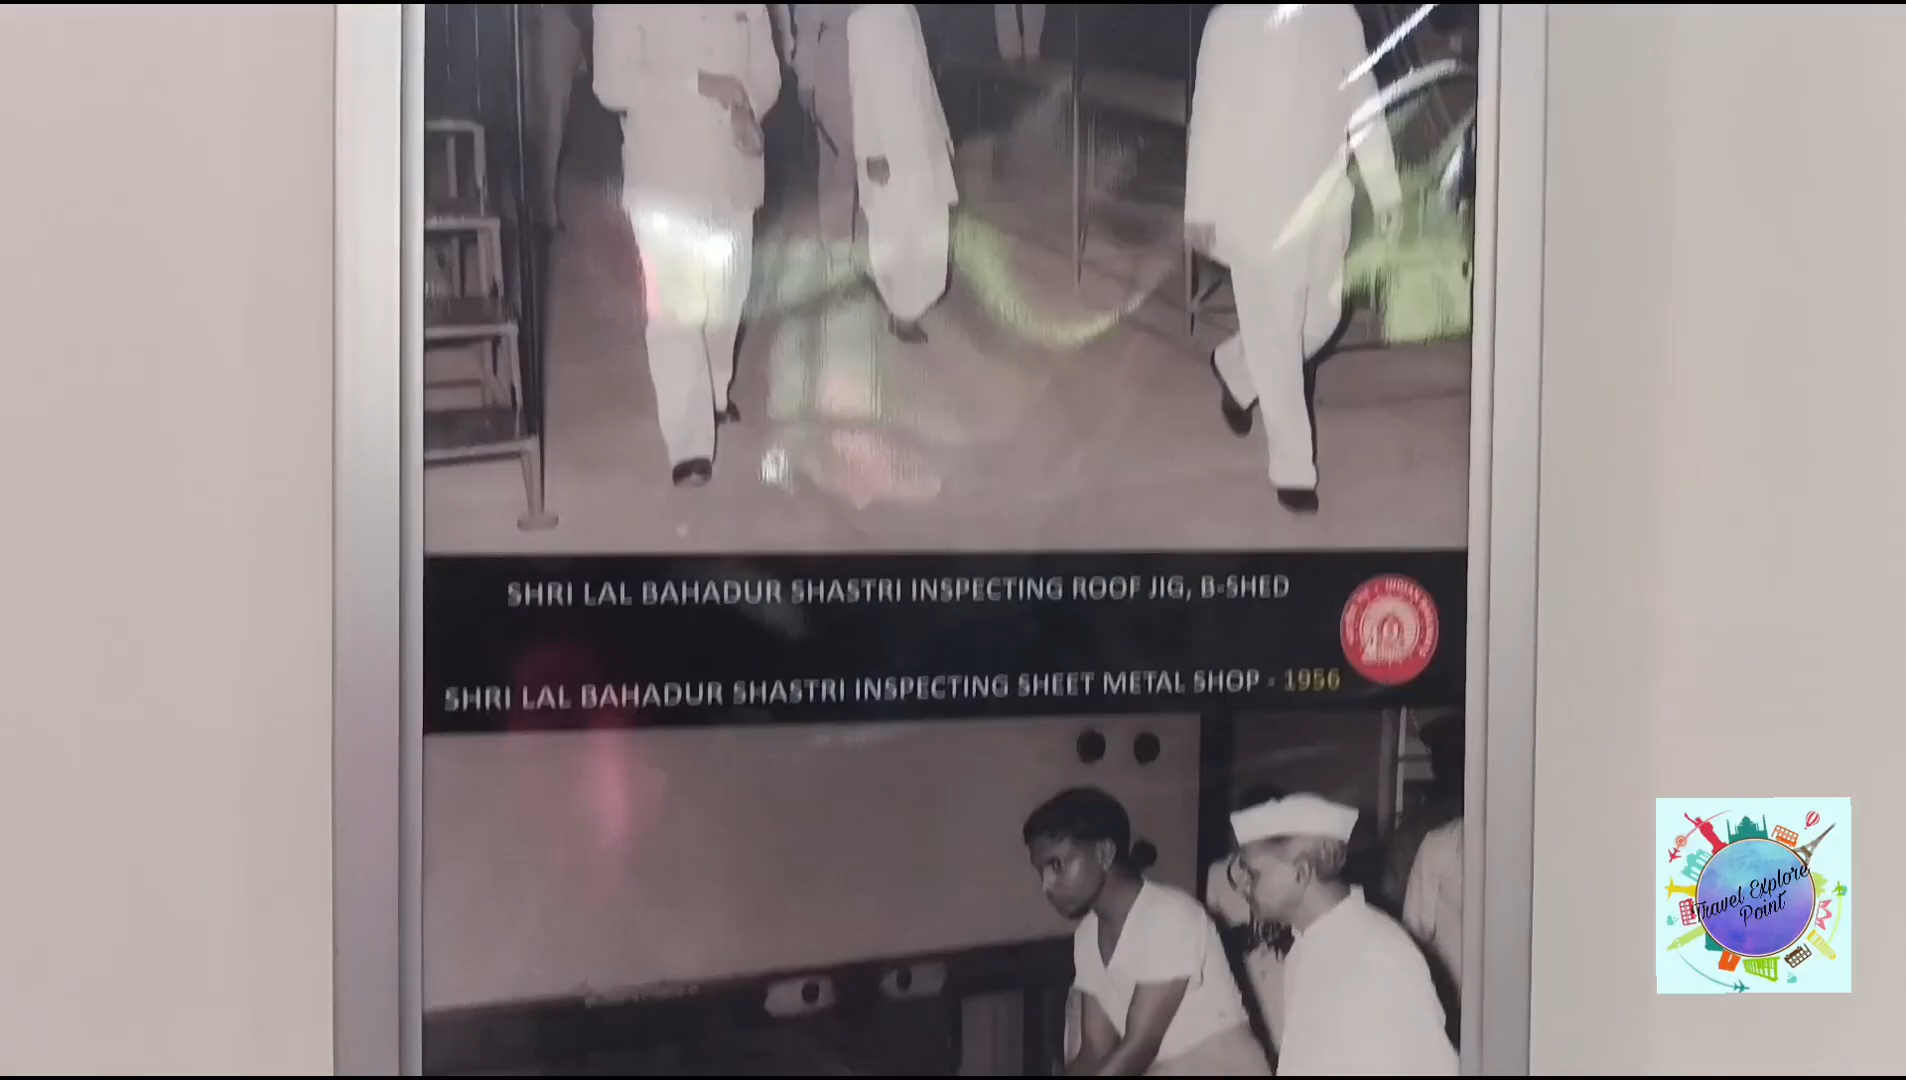 SHRI LAL BAHADUR SHASTRI INSPECTING ROOF JIG, B-SHED
SHRI LAL BAHADUR SHASTRI INSPECTING SHEET METAL SHOP - 1956
Travel Explore
Point